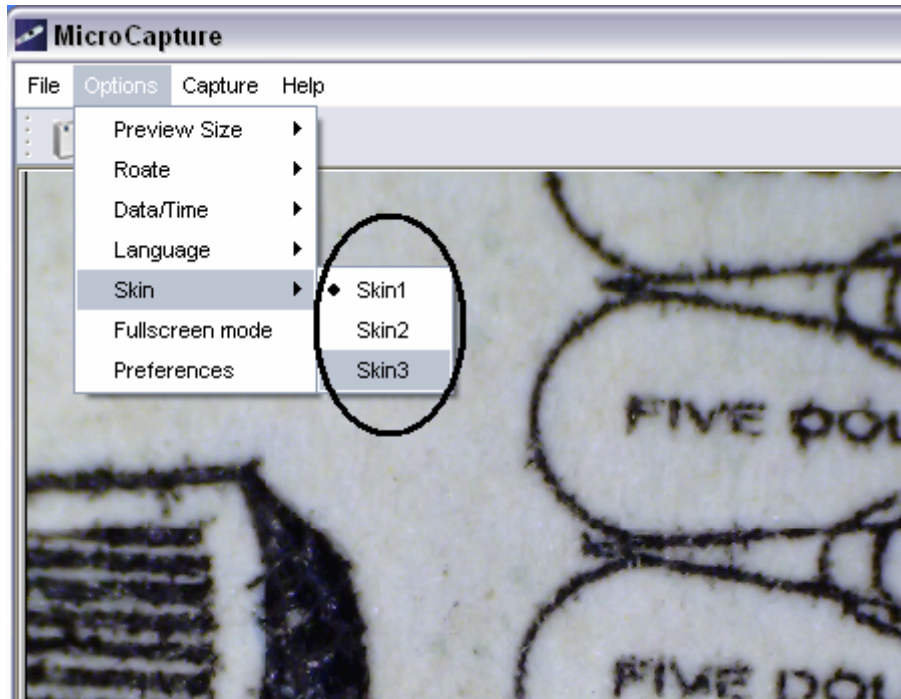 MicroCapture
File Options Capture Help
Preview Size
Roate
Data/Time
Language
Skin
Fullscreen mode
Preferences
Skin1
Skin2
Skin3
FIVE DOL
FIVE DOL